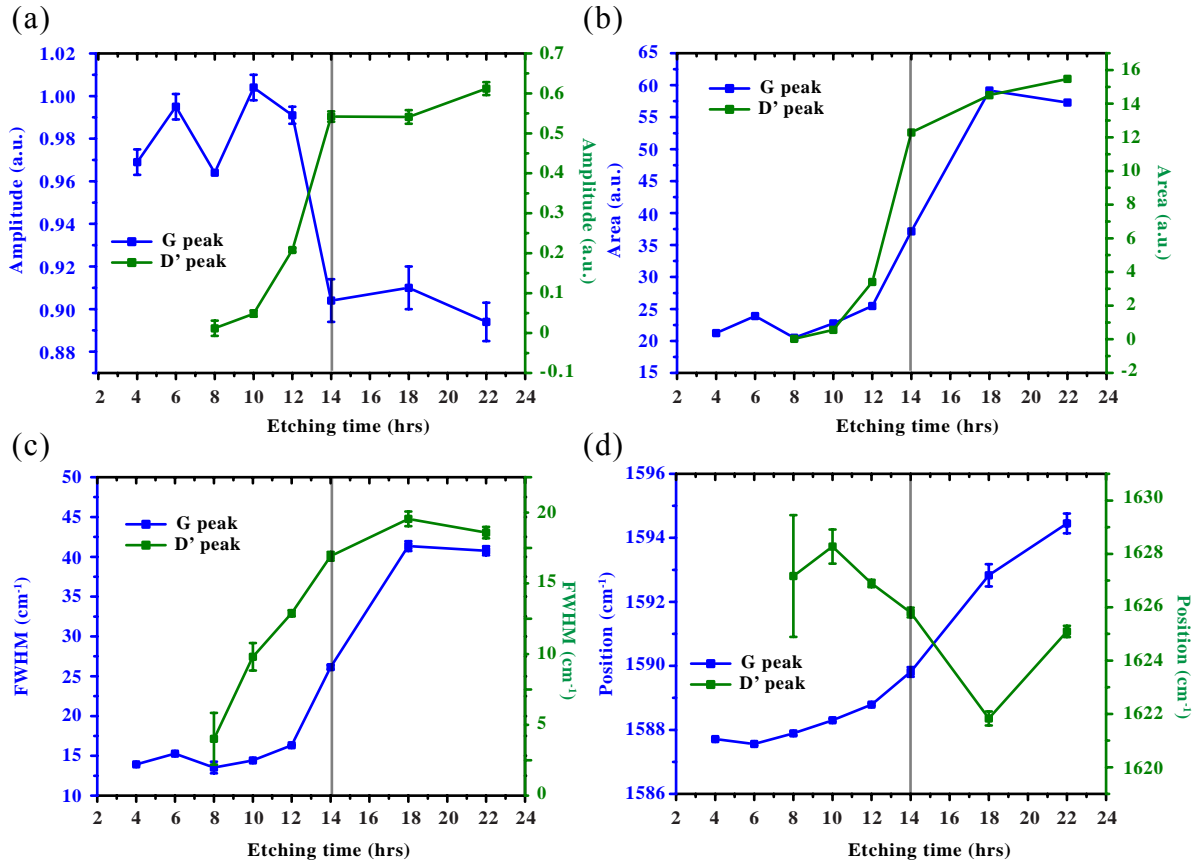 (a)
1.02
1.00
0.98
0.96
0.94
0.92
0.90
0.88
Amplitude (a.u.)
G peak
D’ peak
0.7
0.6
0.5
0.4
0.3
0.2
0.1
0
-0.1
Amplitude (a.u.)
2 4 6 8 10 12 14 16 18 20 22 24
Etching time (hrs)
(b)
65
60
55
50
45
40
35
30
25
20
15
Area (a.u.)
G peak
D’ peak
16
14
12
10
8
6
4
2
0
-2
Area (a.u.)
2 4 6 8 10 12 14 16 18 20 22 24
Etching time (hrs)
(c)
50
45
40
35
30
25
20
15
10
FWHM (cm-1)
G peak
D’ peak
20
15
10
5
0
FWHM (cm-1)
2 4 6 8 10 12 14 16 18 20 22 24
Etching time (hrs)
(d)
1596
1594
1592
1590
1588
1586
Position (cm-1)
G peak
D’ peak
1630
1628
1626
1624
1622
1620
Position (cm-1)
2 4 6 8 10 12 14 16 18 20 22 24
Etching time (hrs)